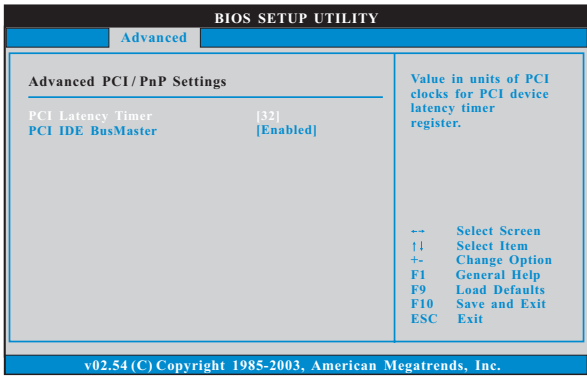 BIOS SETUP UTILITY
Advanced
Advanced PCI / PnP Settings
PCI Latency Timer [32]
PCI IDE BusMaster [Enabled]
Value in units of PCI
clocks for PCI device
latency timer
register.
←→ Select Screen
↑↓ Select Item
+- Change Option
F1 General Help
F9 Load Defaults
F10 Save and Exit
ESC Exit
v02.54 (C) Copyright 1985-2003, American Megatrends, Inc.